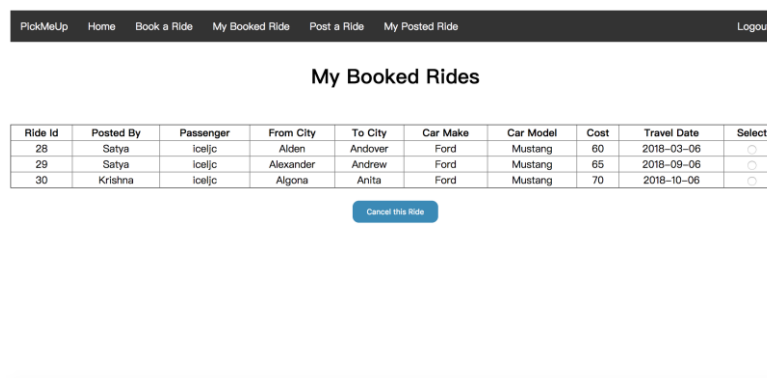 PickMeUp Home Book a Ride My Booked Ride Post a Ride My Posted Ride Logou
My Booked Rides
Ride Id Posted By Passenger From City To City Car Make Car Model Cost Travel Date Select
28 Satya iceljc Alden Andover Ford Mustang 60 2018-03-06
29 Satya iceljc Alexander Andrew Ford Mustang 65 2018-09-06
30 Krishna iceljc Algona Anita Ford Mustang 70 2018-10-06
Cancel this Ride